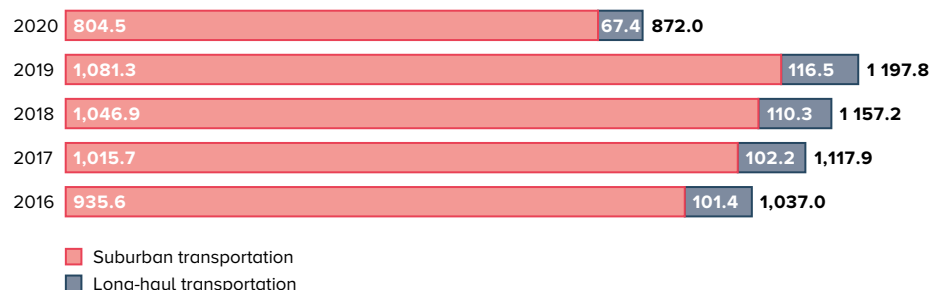 2020 804.5 67.4 872.0
2019 1,081.3 116.5 1 197.8
2018 1,046.9 110.3 1 157.2
2017 1,015.7 102.2 1,117.9
2016 935.6 101.4 1,037.0
Suburban transportation
Long-haul transportation